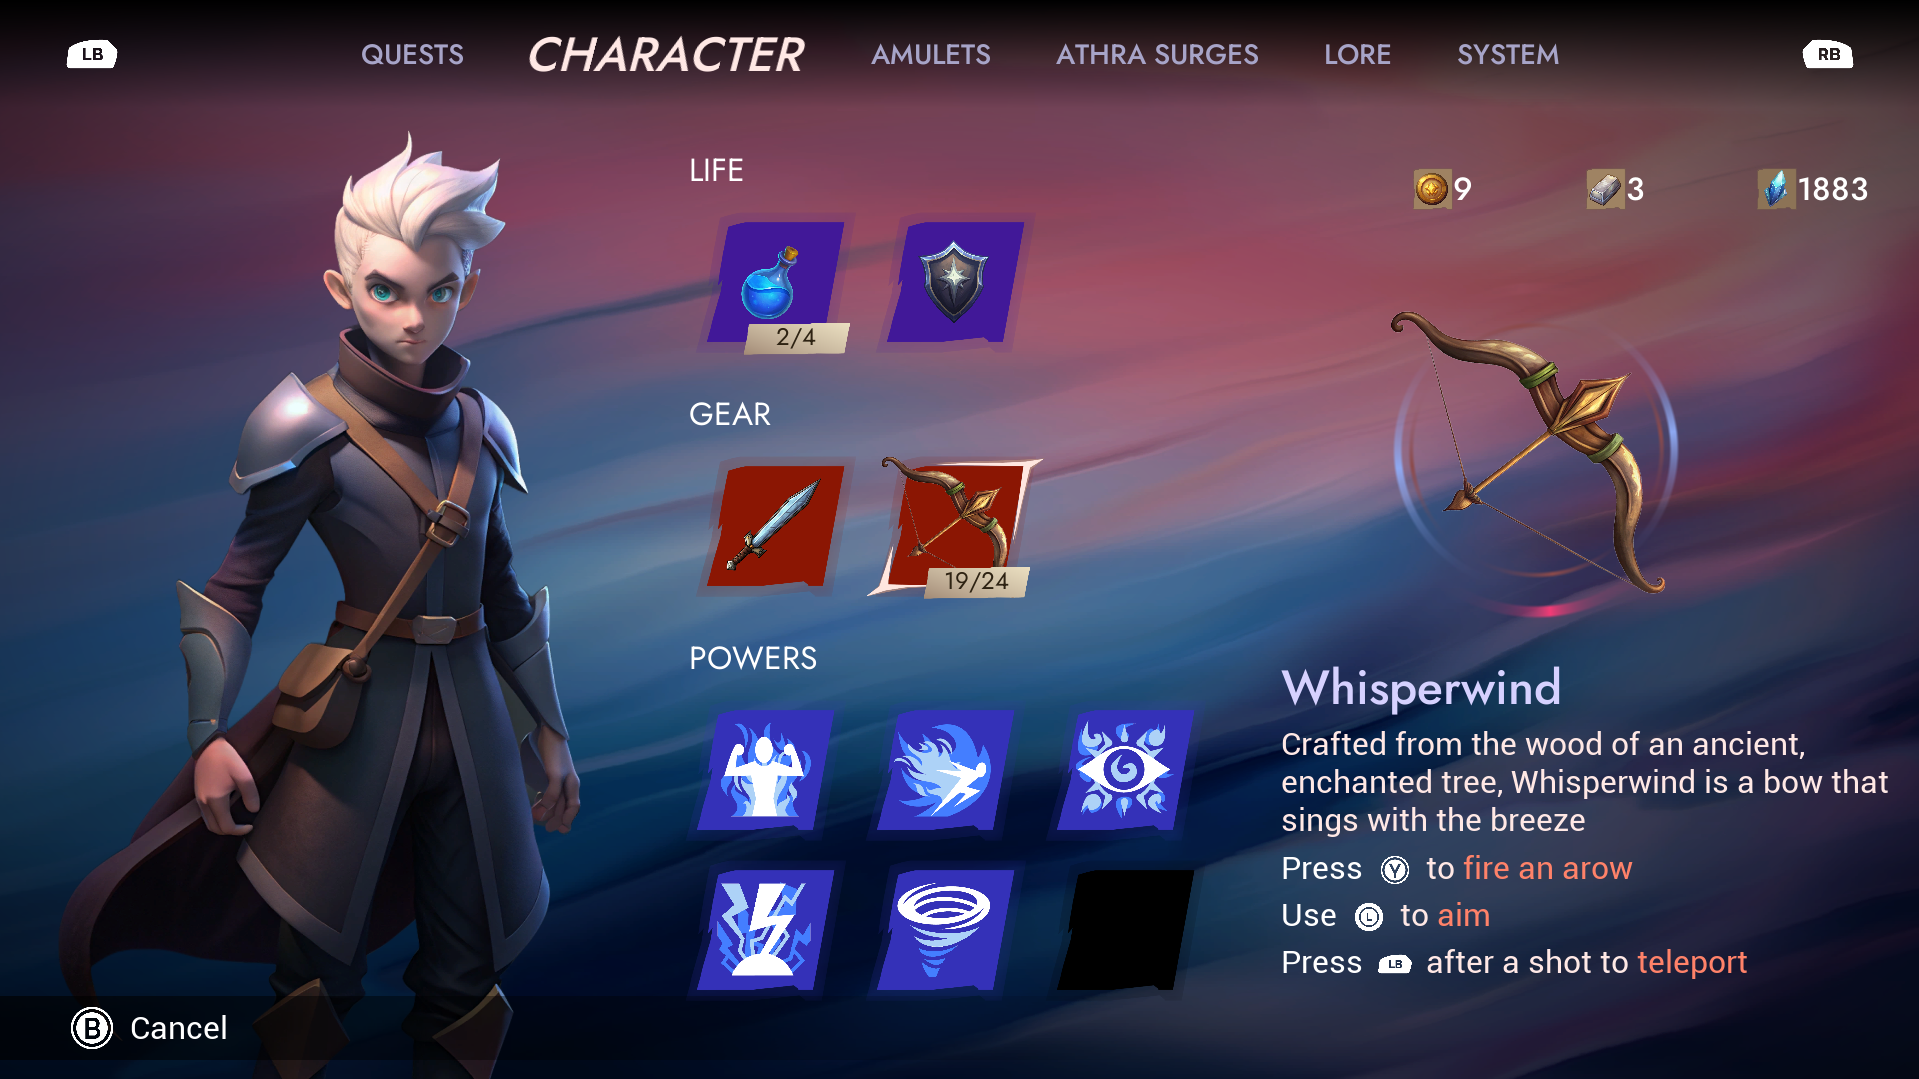 LB
QUESTS
CHARACTER
AMULETS
ATHRA SURGES
LORE
SYSTEM
RB
LIFE
9
3
1883
2/4
GEAR
19/24
POWERS
Whisperwind
Crafted from the wood of an ancient,
enchanted tree, Whisperwind is a bow that
sings with the breeze
Press Y to fire an arow
Use L to aim
Press LB after a shot to teleport
B Cancel